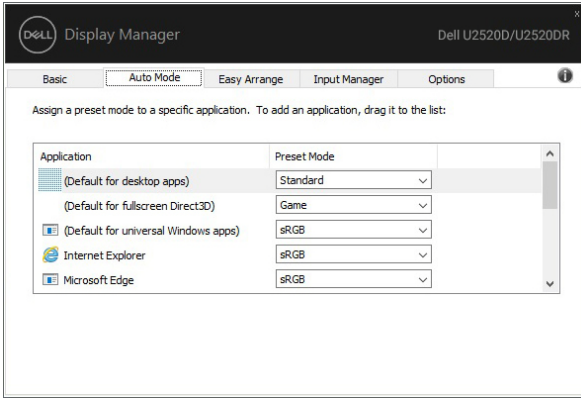 DELL Display Manager Dell U2520D/U2520DR x
Basic Auto Mode Easy Arrange Input Manager Options i
Assign a preset mode to a specific application. To add an application, drag it to the list:
Application Preset Mode
(Default for desktop apps) Standard
(Default for fullscreen Direct3D) Game
(Default for universal Windows apps) sRGB
Internet Explorer sRGB
Microsoft Edge sRGB